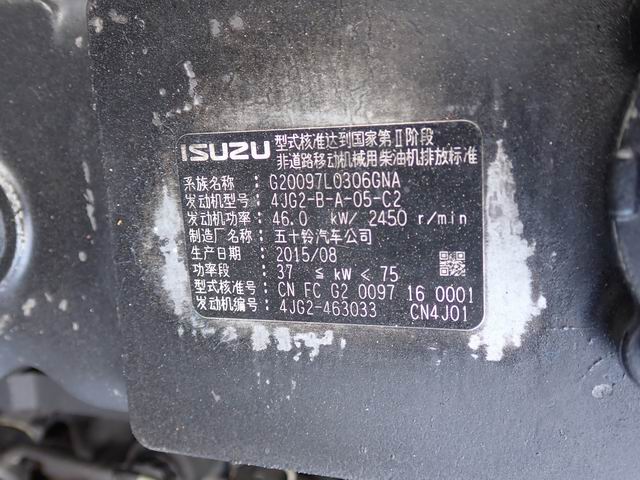 ISUZU
型式核准达到国家第Ⅱ阶段
非道路移动机械用柴油机排放标准
系族名称： G20097L0306GNA
发动机型号： 4JG2-B-A-05-C2
发动机功率： 46.0 kW/ 2450 r/min
制造厂名称： 五十铃汽车公司
生产日期： 2015/08
功率段： 37 ≤ kW < 75
型式核准号： CN FC G2 0097 16 0001
发动机编号： 4JG2-463033 CN4J01